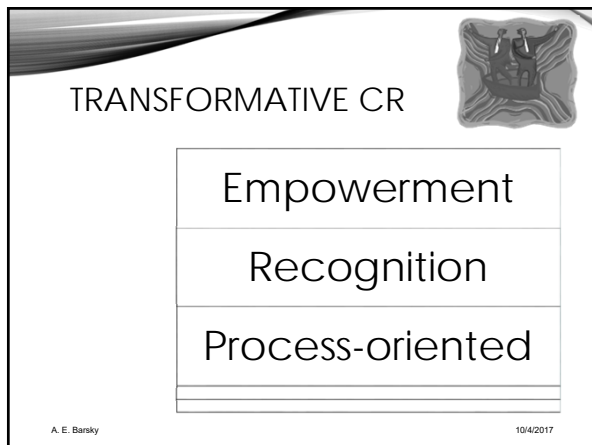 TRANSFORMATIVE CR
Empowerment
Recognition
Process-oriented
A. E. Barsky
10/4/2017